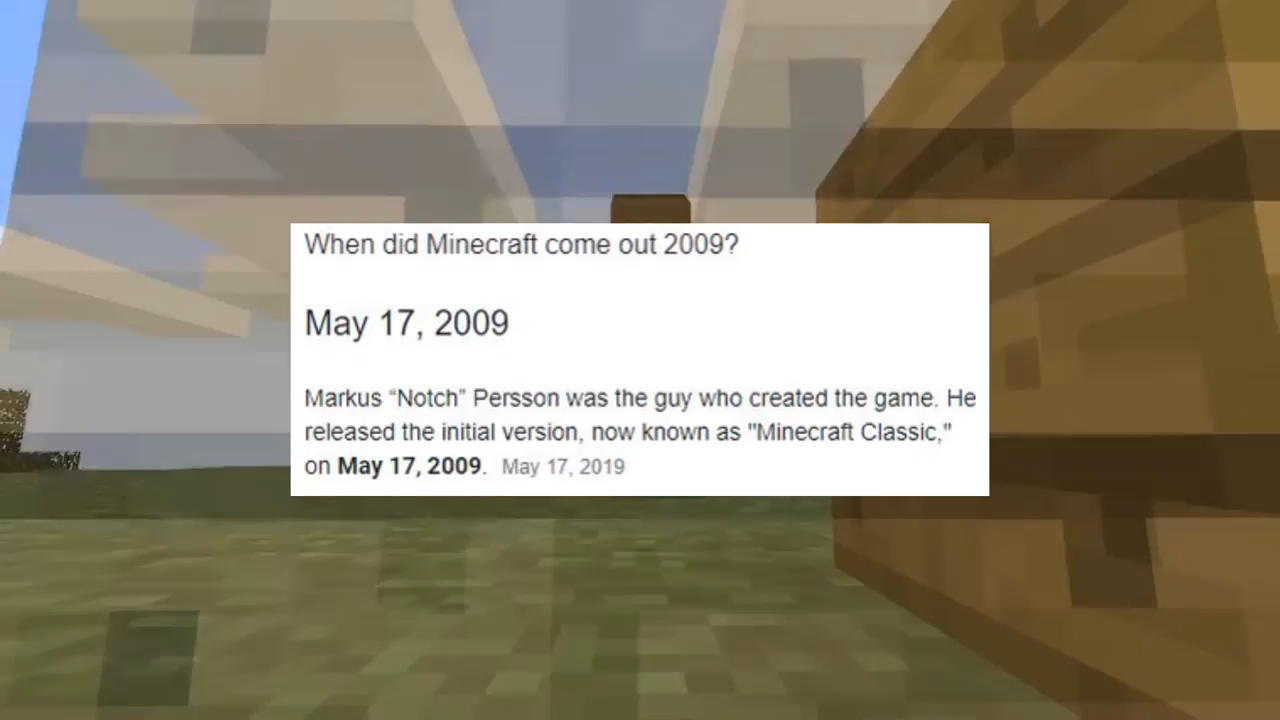 When did Minecraft come out 2009?
May 17, 2009
Markus “Notch” Persson was the guy who created the game. He
released the initial version, now known as "Minecraft Classic,"
on May 17, 2009. May 17, 2019